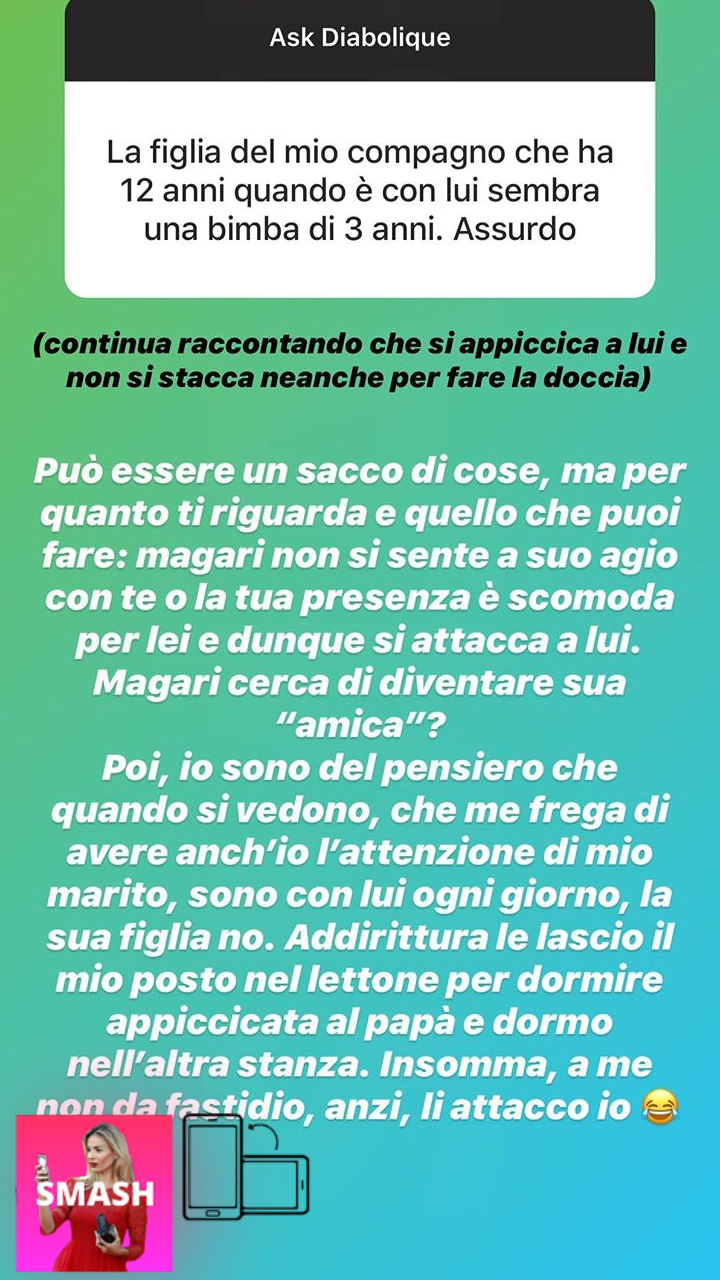 Ask Diabolique
La figlia del mio compagno che ha
12 anni quando è con lui sembra
una bimba di 3 anni. Assurdo
(continua raccontando che si appiccica a lui e
non si stacca neanche per fare la doccia)
Può essere un sacco di cose, ma per
quanto ti riguarda e quello che puoi
fare: magari non si sente a suo agio
con te o la tua presenza è scomoda
per lei e dunque si attacca a lui.
Magari cerca di diventare sua
“amica”?
Poi, io sono del pensiero che
quando si vedono, che me frega di
avere anch’io l’attenzione di mio
marito, sono con lui ogni giorno, la
sua figlia no. Addirittura le lascio il
mio posto nel lettone per dormire
appiccicata al papà e dormo
nell’altra stanza. Insomma, a me
non da fastidio, anzi, li attacco io 😂
SMASH